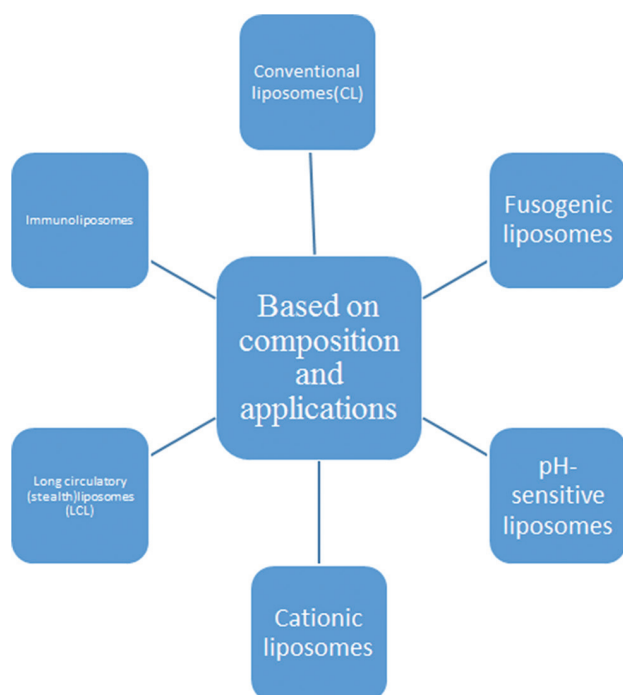 Conventional
liposomes(CL)
Fusogenic
liposomes
pH-
sensitive
liposomes
Cationic
liposomes
Long circulatory
(stealth)liposomes
(LCL)
Immunoliposomes
Based on
composition
and
applications